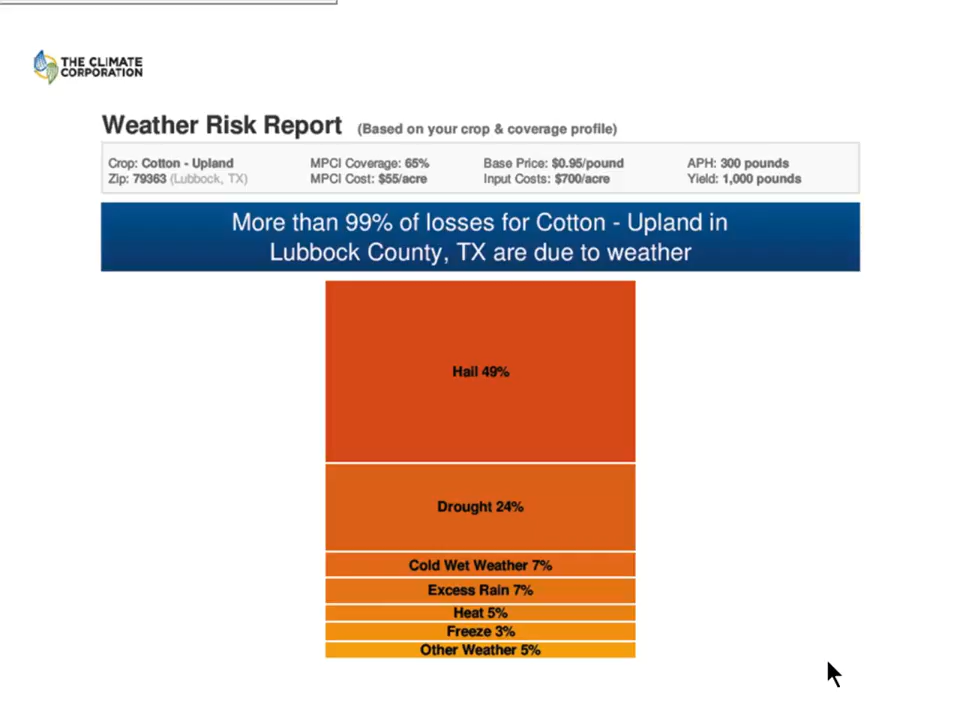 THE CLIMATE
CORPORATION
Weather Risk Report (Based on your crop & coverage profile)
Crop: Cotton - Upland MPCI Coverage: 65% Base Price: $0.95/pound APH: 300 pounds
Zip: 79363 (Lubbock, TX) MPCI Cost: $55/acre Input Costs: $700/acre Yield: 1,000 pounds
More than 99% of losses for Cotton - Upland in
Lubbock County, TX are due to weather
Hail 49%
Drought 24%
Cold Wet Weather 7%
Excess Rain 7%
Heat 5%
Freeze 3%
Other Weather 5%